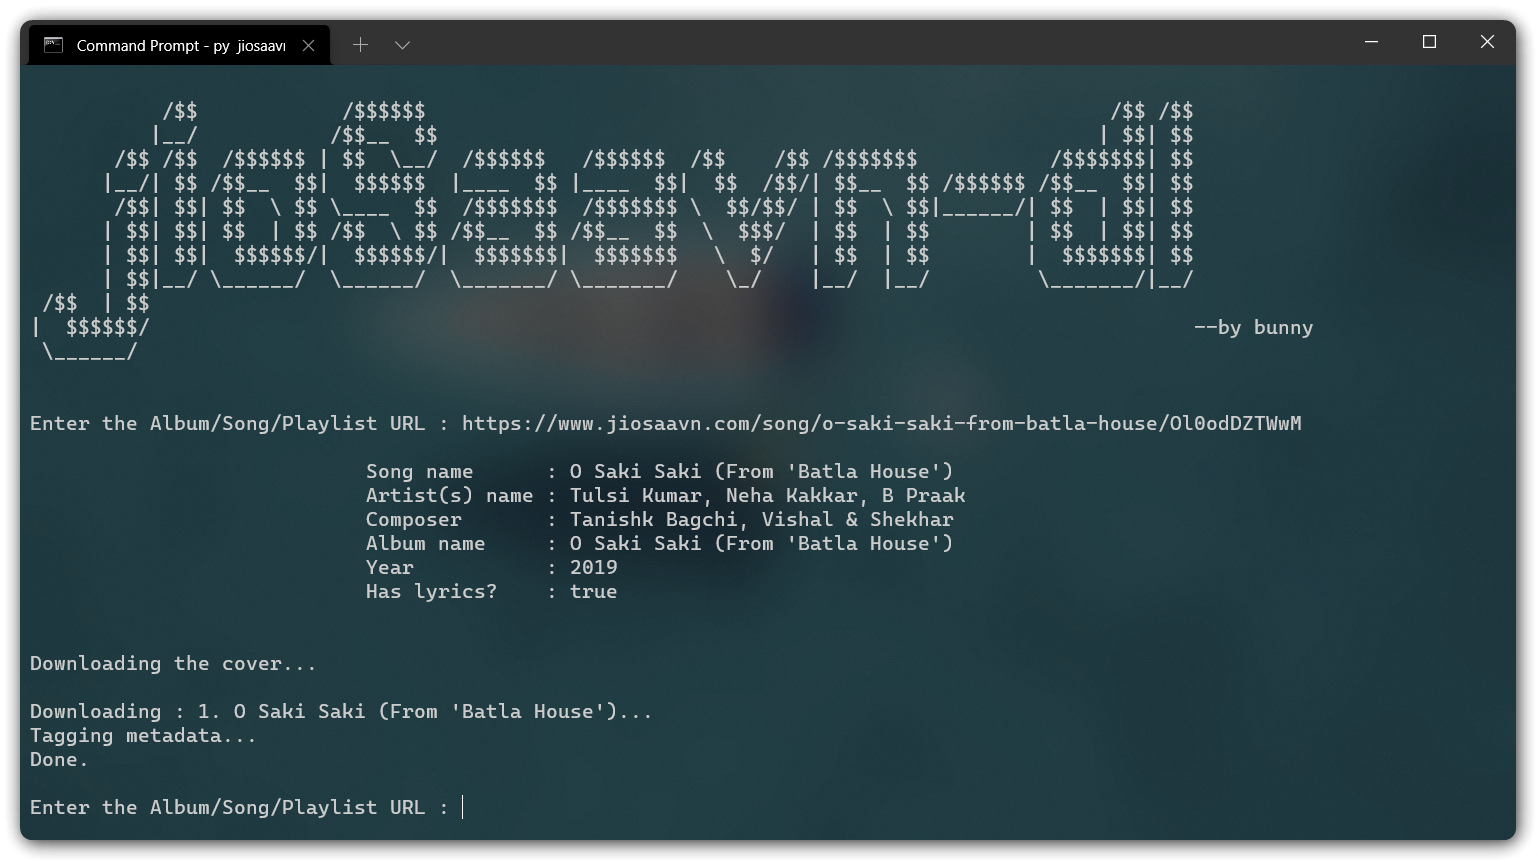 Command Prompt - py jiosaavn
       /$$            /$$$$$$                                                         /$$ /$$
          |__/           /$$__  $$                                                       | $$| $$
       /$$ /$$  /$$$$$$ | $$  \__/  /$$$$$$   /$$$$$$  /$$    /$$ /$$$$$$$           /$$$$$$$| $$
      |__/| $$ /$$__  $$|  $$$$$$  |____  $$ |____  $$|  $$  /$$/| $$__  $$ /$$$$$$ /$$__  $$| $$
       /$$| $$| $$  \ $$ \____  $$  /$$$$$$$  /$$$$$$$ \  $$/$$/ | $$  \ $$|______/| $$  | $$| $$
      | $$| $$| $$  | $$ /$$  \ $$ /$$__  $$ /$$__  $$  \  $$$/  | $$  | $$        | $$  | $$| $$
      | $$| $$|  $$$$$$/|  $$$$$$/|  $$$$$$$|  $$$$$$$   \  $/   | $$  | $$        |  $$$$$$$| $$
      | $$|__/ \______/  \______/  \_______/ \_______/    \_/    |__/  |__/         \_______/|__/
 /$$  | $$
|  $$$$$$/                                                                                       --by bunny
 \______/
Enter the Album/Song/Playlist URL : https://www.jiosaavn.com/song/o-saki-saki-from-batla-house/Ol0odDZTWwM
Song name      : O Saki Saki (From 'Batla House')
Artist(s) name : Tulsi Kumar, Neha Kakkar, B Praak
Composer       : Tanishk Bagchi, Vishal & Shekhar
Album name     : O Saki Saki (From 'Batla House')
Year           : 2019
Has lyrics?    : true
Downloading the cover...
Downloading : 1. O Saki Saki (From 'Batla House')...
Tagging metadata...
Done.
Enter the Album/Song/Playlist URL :